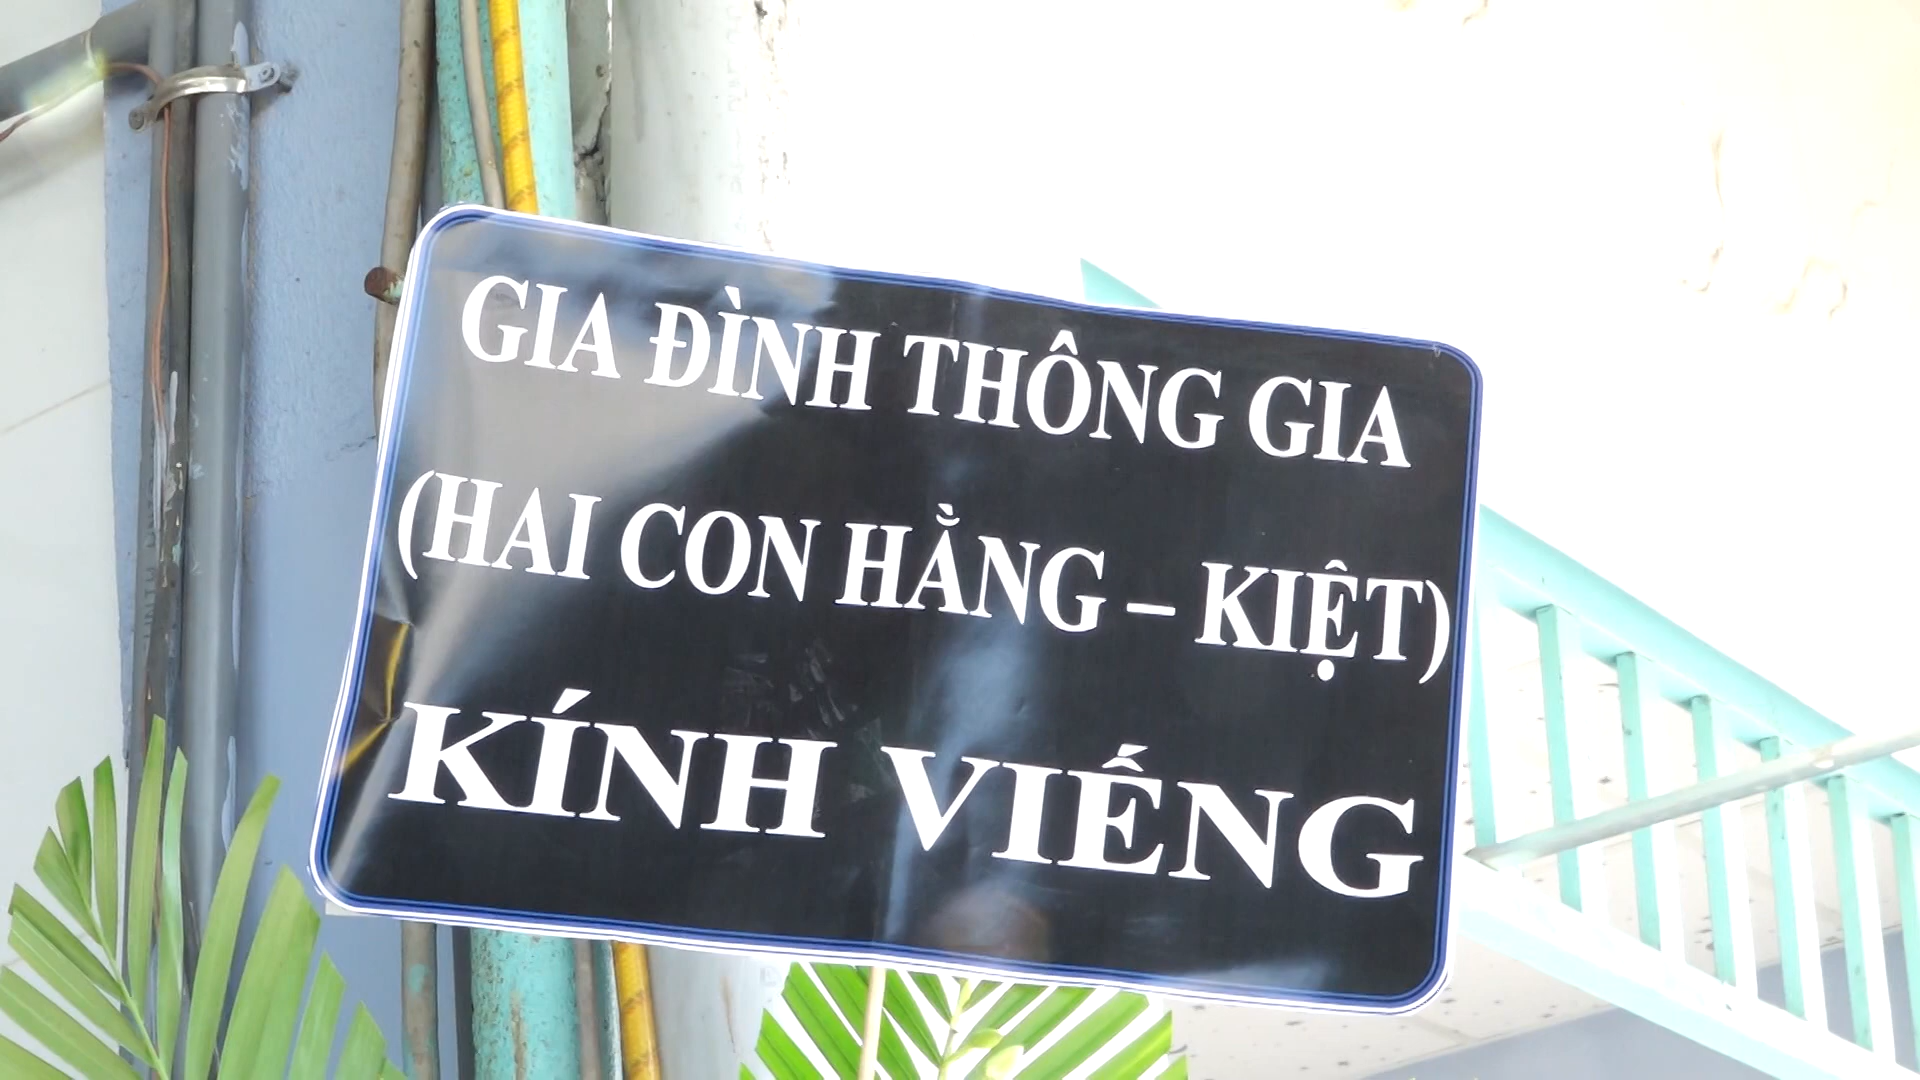 GIA ĐÌNH THÔNG GIA
(HAI CON HẰNG – KIỆT)
KÍNH VIẾNG